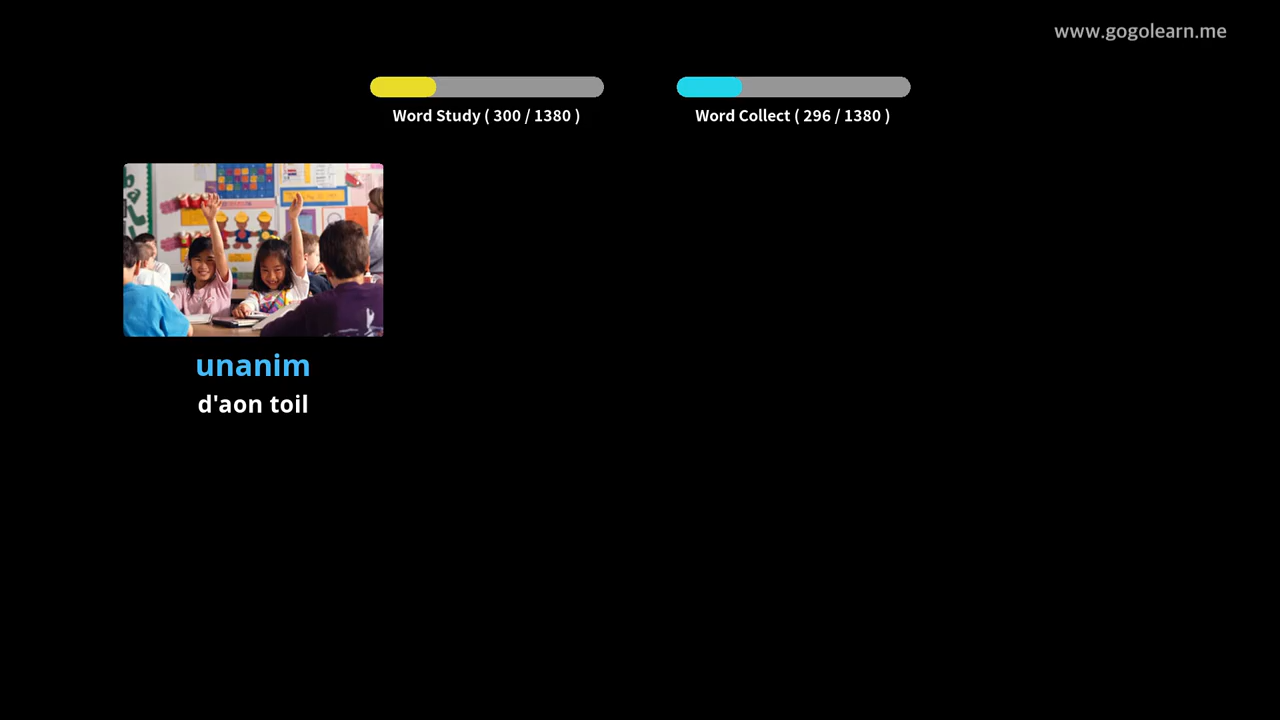 www.gogolearn.me
Word Study ( 300 / 1380 )
Word Collect ( 296 / 1380 )
unanim
d'aon toil